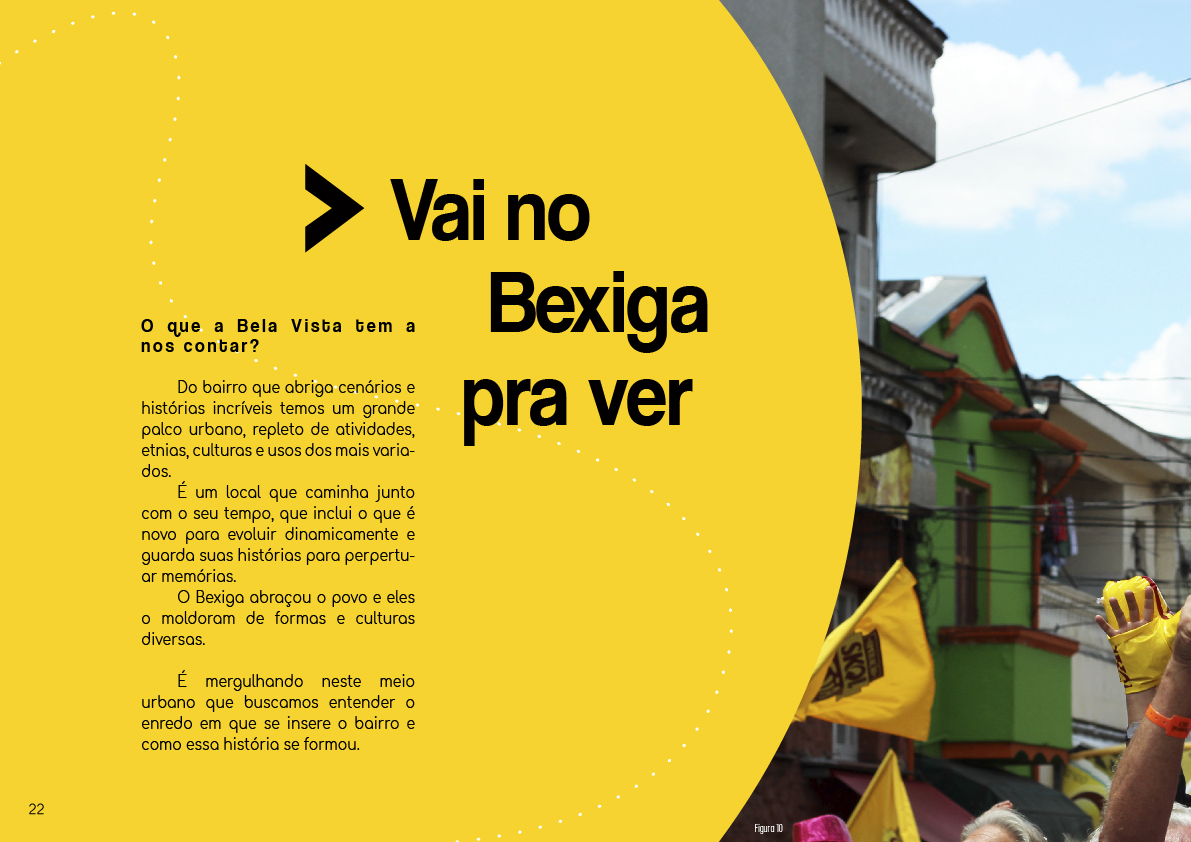 > Vai no
Bexiga
pra ver
O que a Bela Vista tem a
nos contar?
Do bairro que abriga cenários e
histórias incríveis temos um grande
palco urbano, repleto de atividades,
etnias, culturas e usos dos mais varia-
dos.
É um local que caminha junto
com o seu tempo, que inclui o que é
novo para evoluir dinamicamente e
guarda suas histórias para perpertu-
ar memórias.
O Bexiga abraçou o povo e eles
o moldoram de formas e culturas
diversas.
É mergulhando neste meio
urbano que buscamos entender o
enredo em que se insere o bairro e
como essa história se formou.
22
Figura 10
SKOL